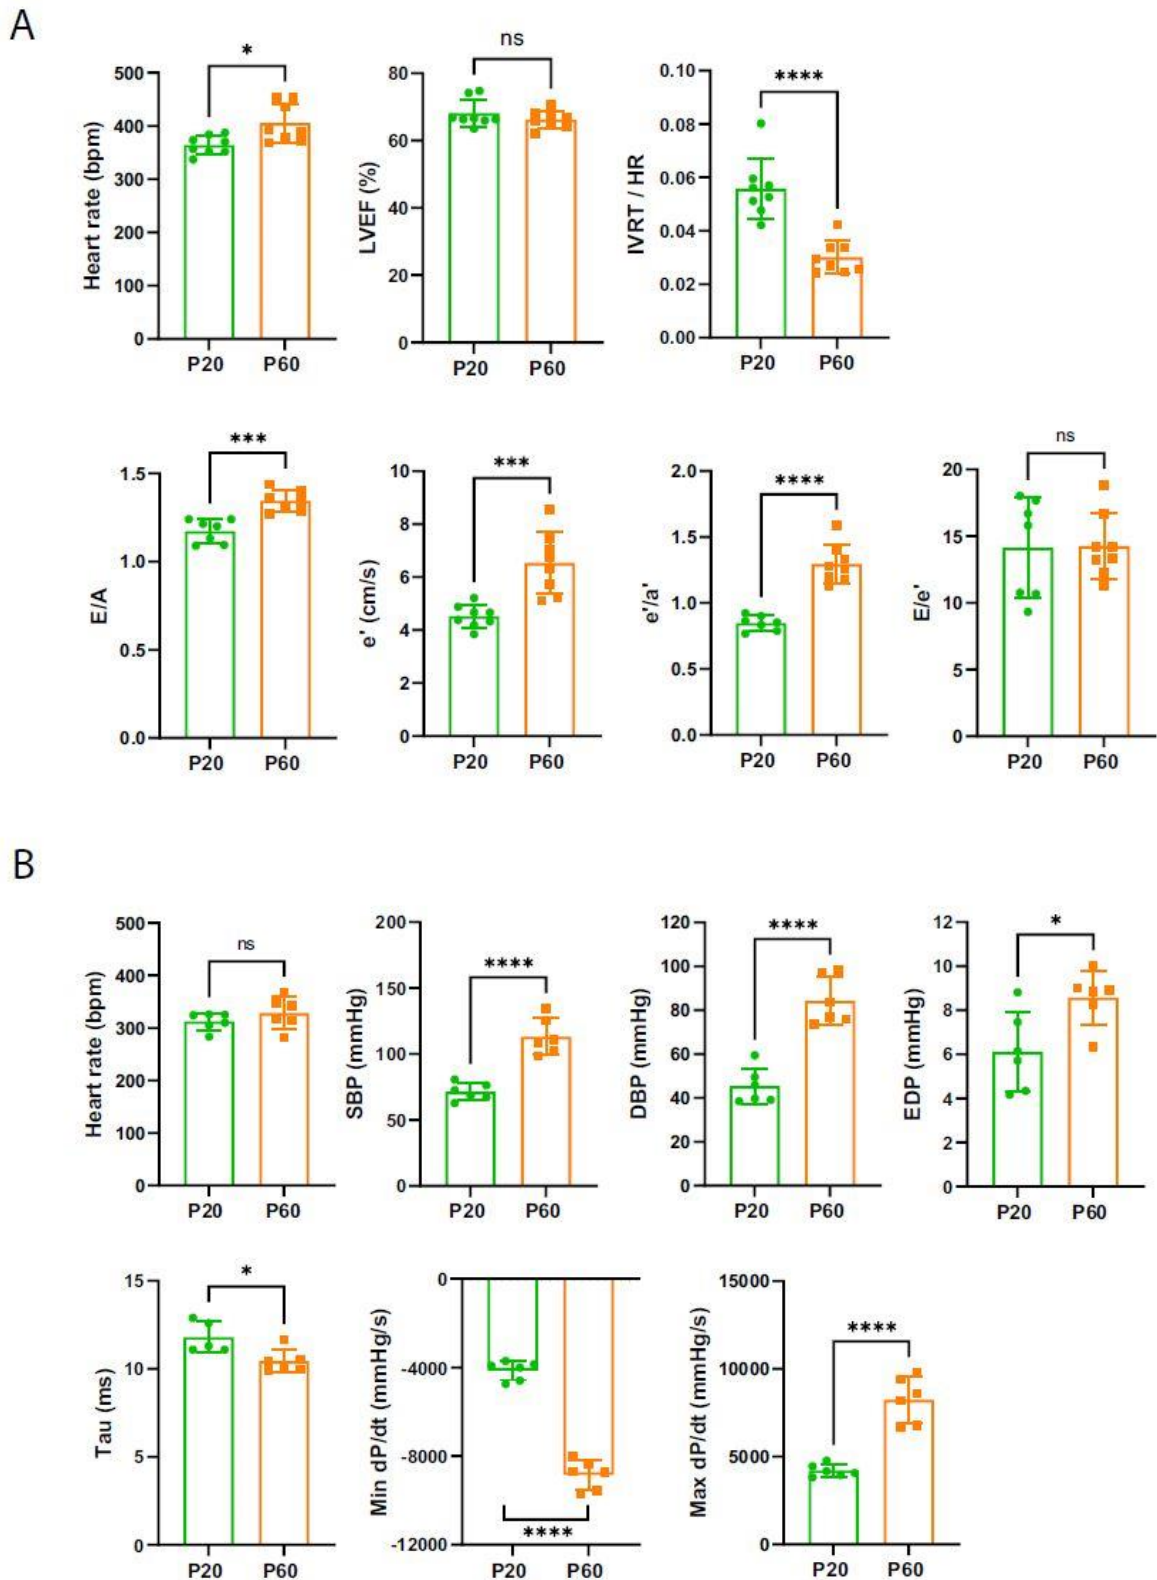 A
Heart rate (bpm)
500
400
300
200
100
0
*
P20 P60
LVEF (%)
80
60
40
20
0
ns
P20 P60
IVRT / HR
0.10
0.08
0.06
0.04
0.02
0.00
****
P20 P60
E/A
1.5
1.0
0.5
0.0
***
P20 P60
e' (cm/s)
10
8
6
4
2
0
***
P20 P60
e'/a'
2.0
1.5
1.0
0.5
0.0
****
P20 P60
E/e'
20
15
10
5
0
ns
P20 P60
B
Heart rate (bpm)
500
400
300
200
100
0
ns
P20 P60
SBP (mmHg)
200
150
100
50
0
****
P20 P60
DBP (mmHg)
120
100
80
60
40
20
0
****
P20 P60
EDP (mmHg)
12
10
8
6
4
2
0
*
P20 P60
Tau (ms)
15
10
5
0
*
P20 P60
Min dP/dt (mmHg/s)
0
-4000
-8000
-12000
****
P20 P60
Max dP/dt (mmHg/s)
15000
10000
5000
0
****
P20 P60